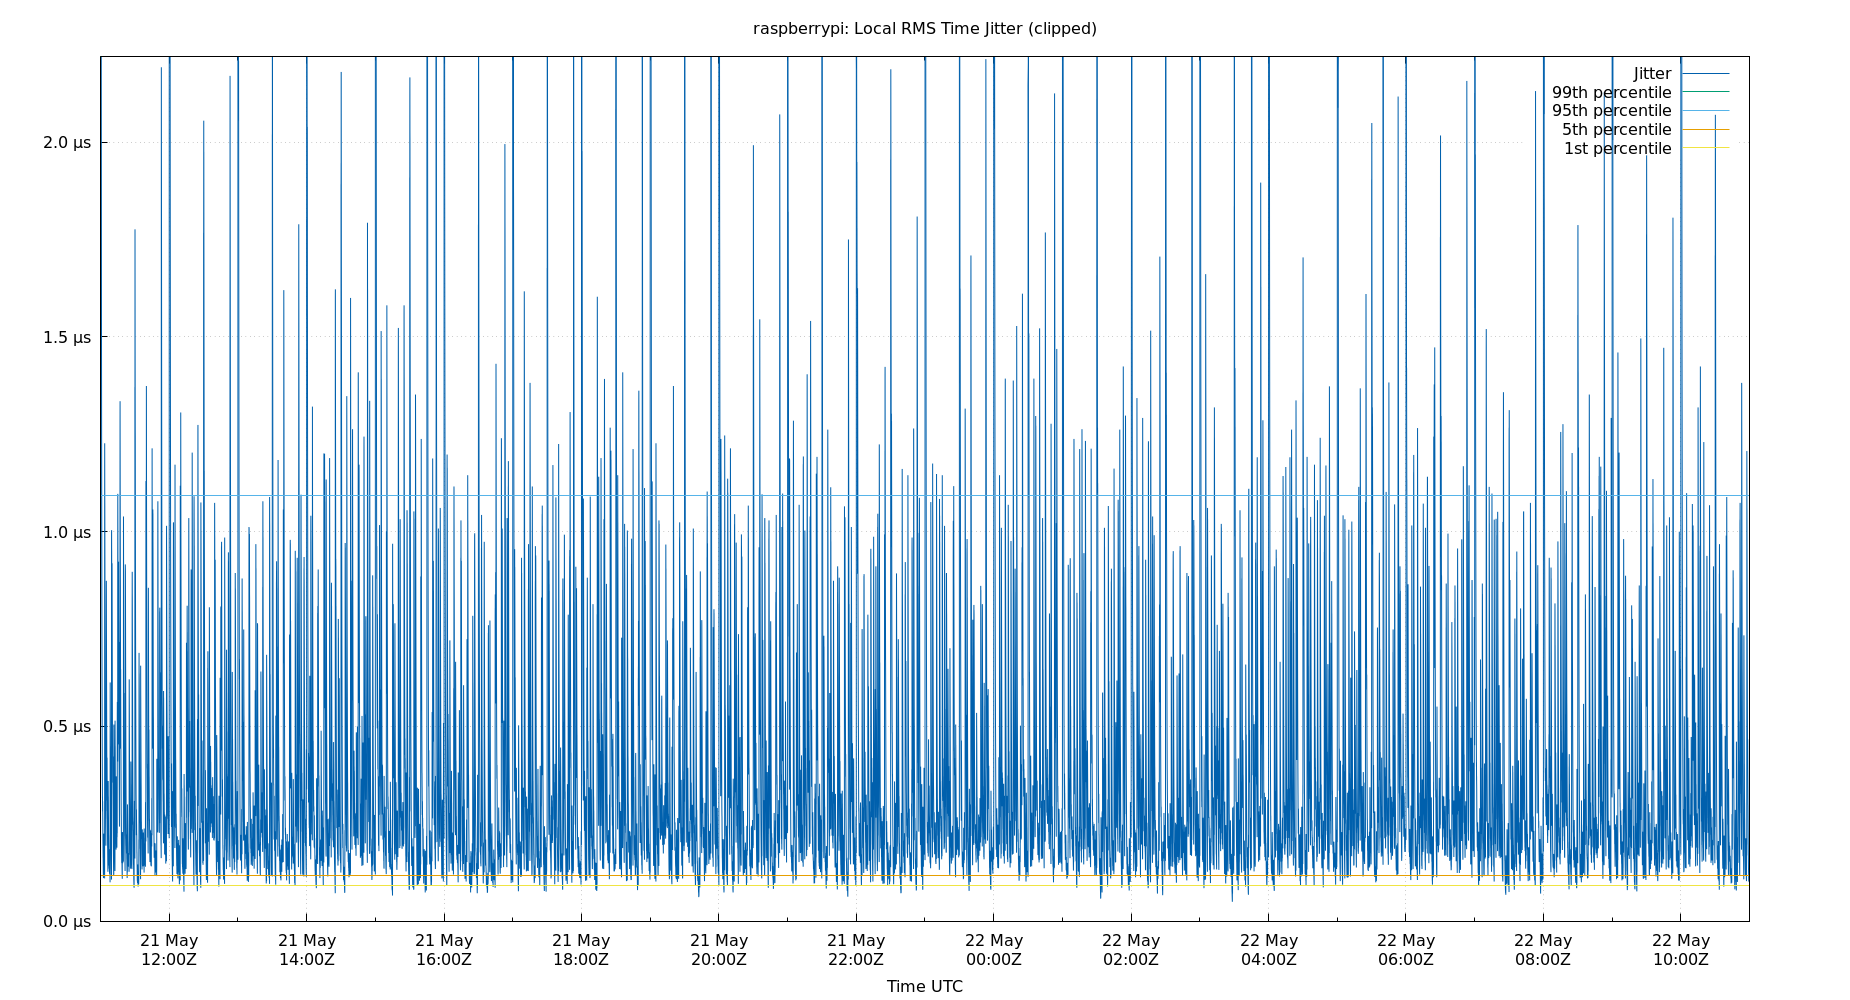 raspberrypi: Local RMS Time Jitter (clipped)
Jitter
99th percentile
95th percentile
5th percentile
1st percentile
2.0 μs
1.5 μs
1.0 μs
0.5 μs
0.0 μs
21 May 21 May 21 May 21 May 21 May 21 May 22 May 22 May 22 May 22 May 22 May 22 May
12:00Z 14:00Z 16:00Z 18:00Z 20:00Z 22:00Z 00:00Z 02:00Z 04:00Z 06:00Z 08:00Z 10:00Z
Time UTC